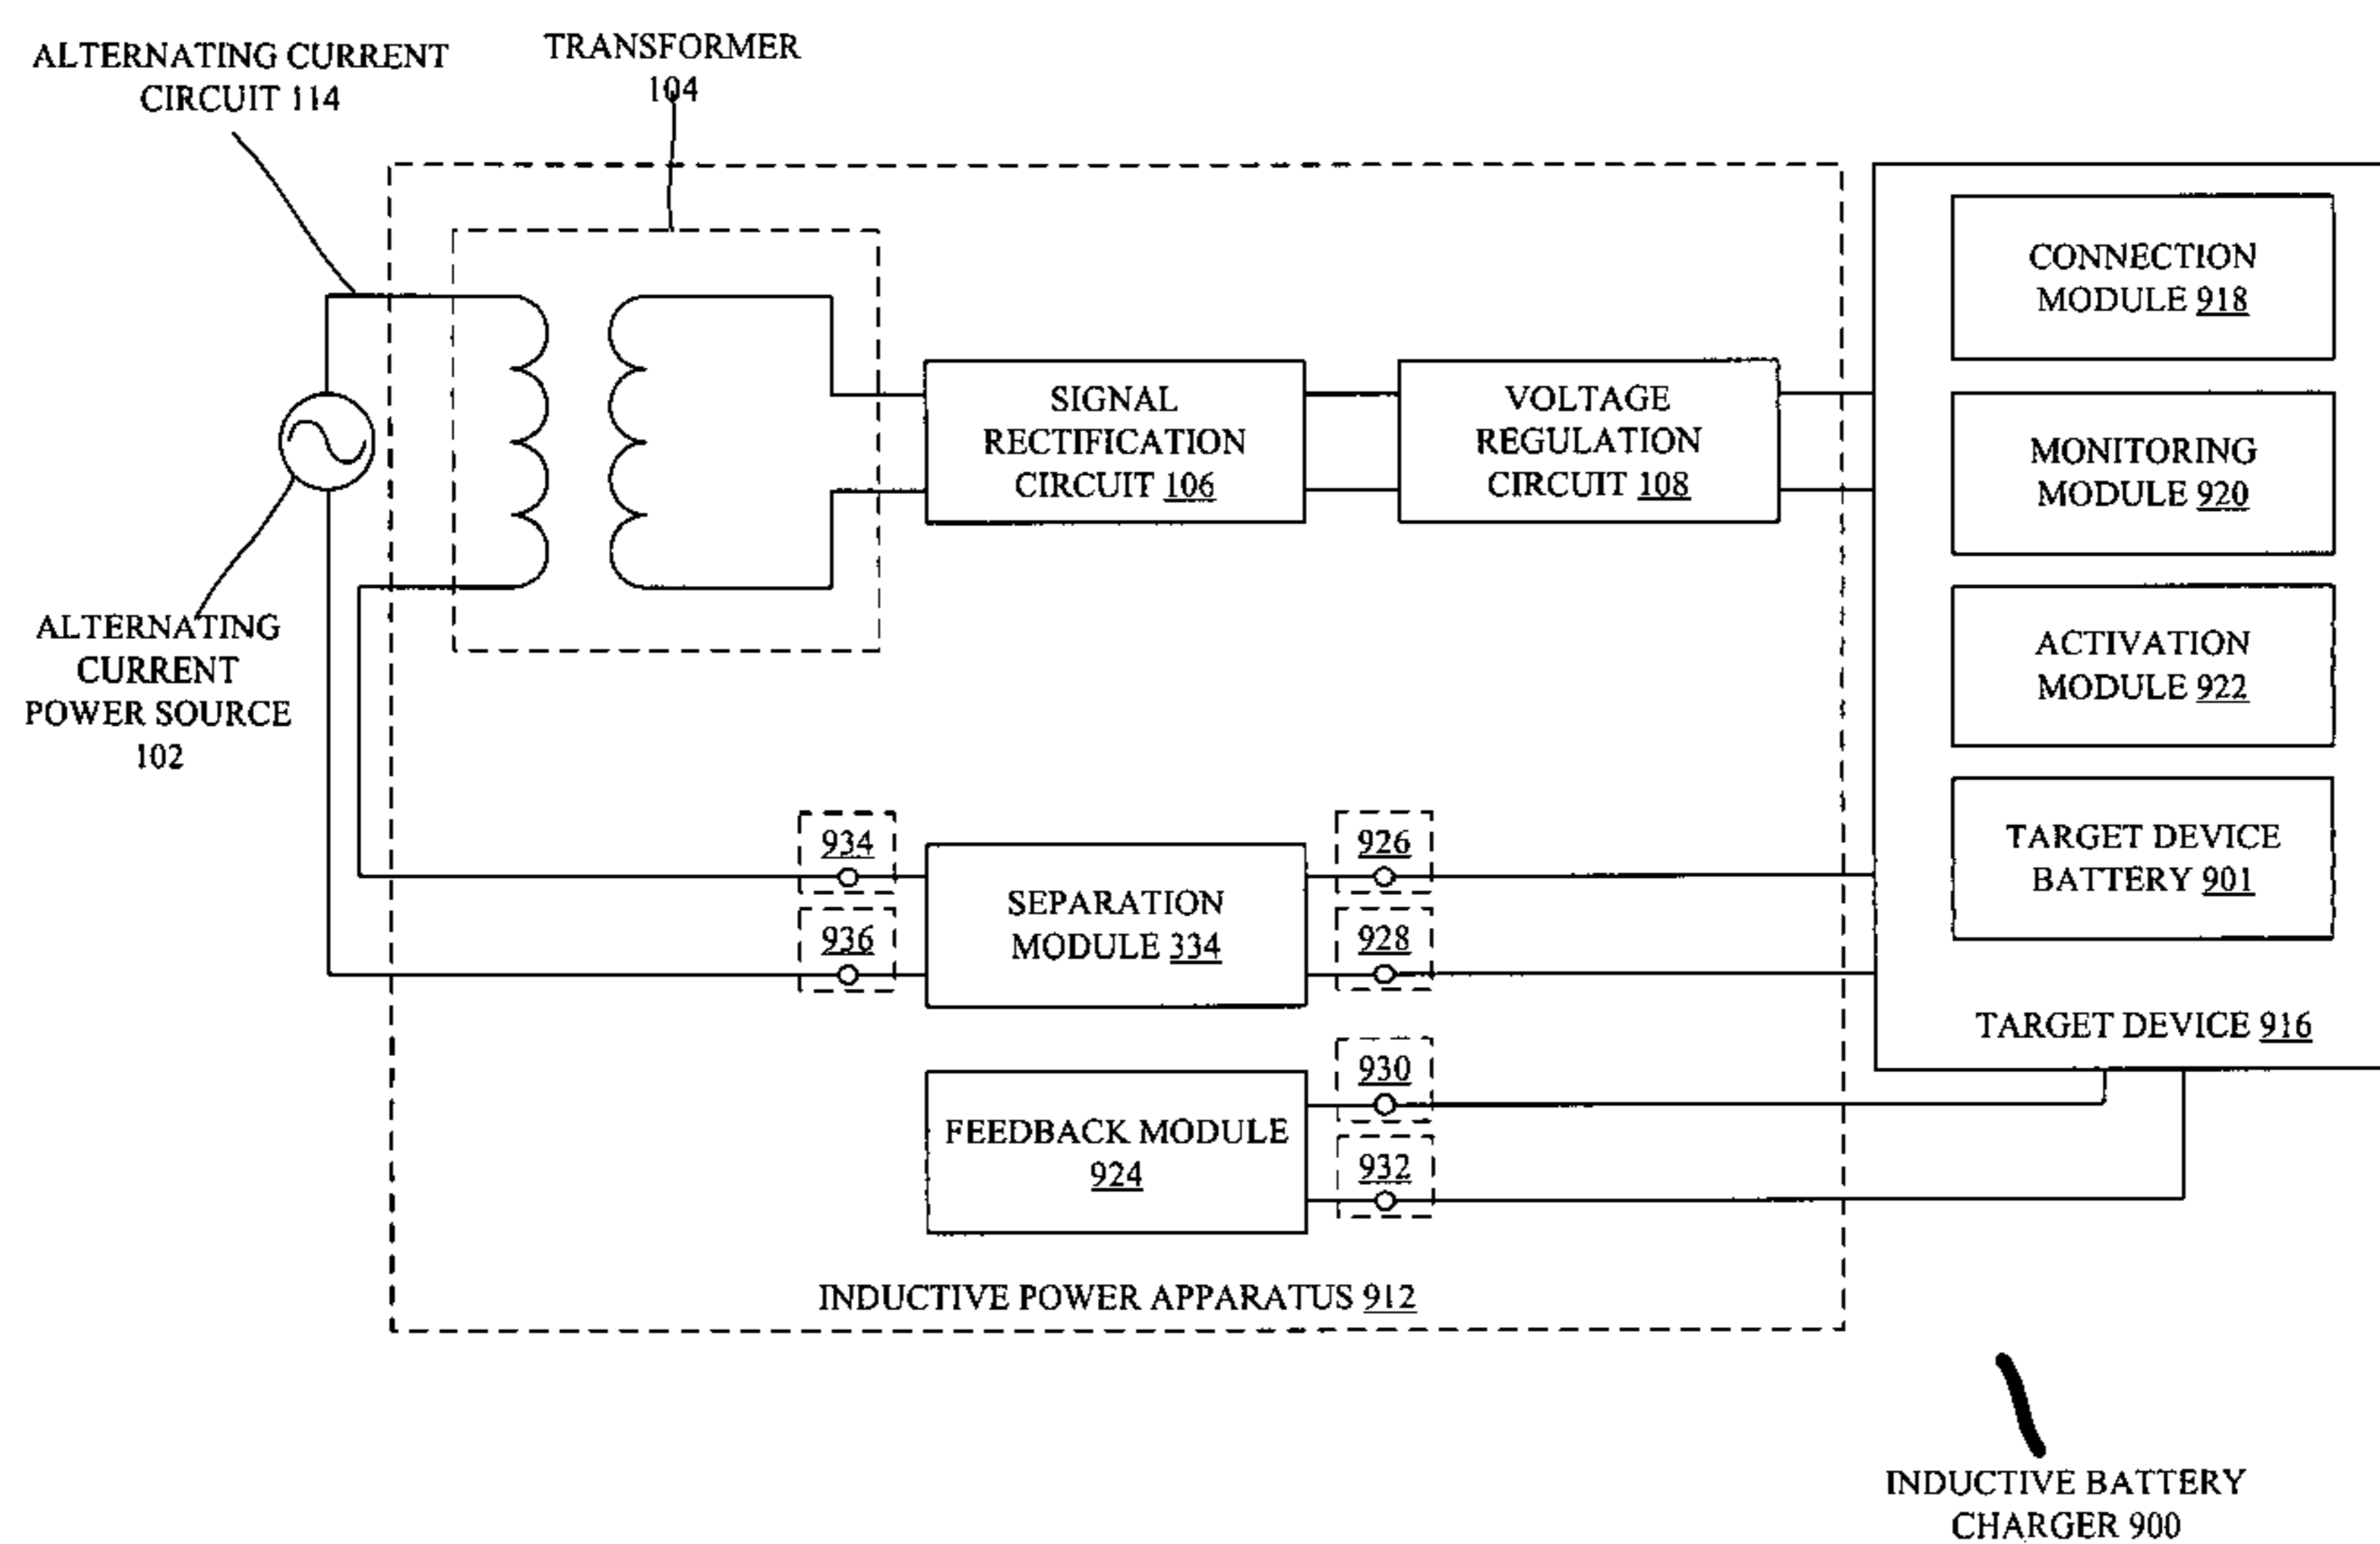 ALTERNATING CURRENT
CIRCUIT 114
TRANSFORMER
104
CONNECTION
MODULE 918
SIGNAL
RECTIFICATION
CIRCUIT 106
VOLTAGE
REGULATION
CIRCUIT 108
MONITORING
MODULE 920
ALTERNATING
CURRENT
POWER SOURCE
102
ACTIVATION
MODULE 922
TARGET DEVICE
BATTERY 901
934
936
SEPARATION
MODULE 334
926
928
TARGET DEVICE 916
FEEDBACK MODULE
924
930
932
INDUCTIVE POWER APPARATUS 912
INDUCTIVE BATTERY
CHARGER 900